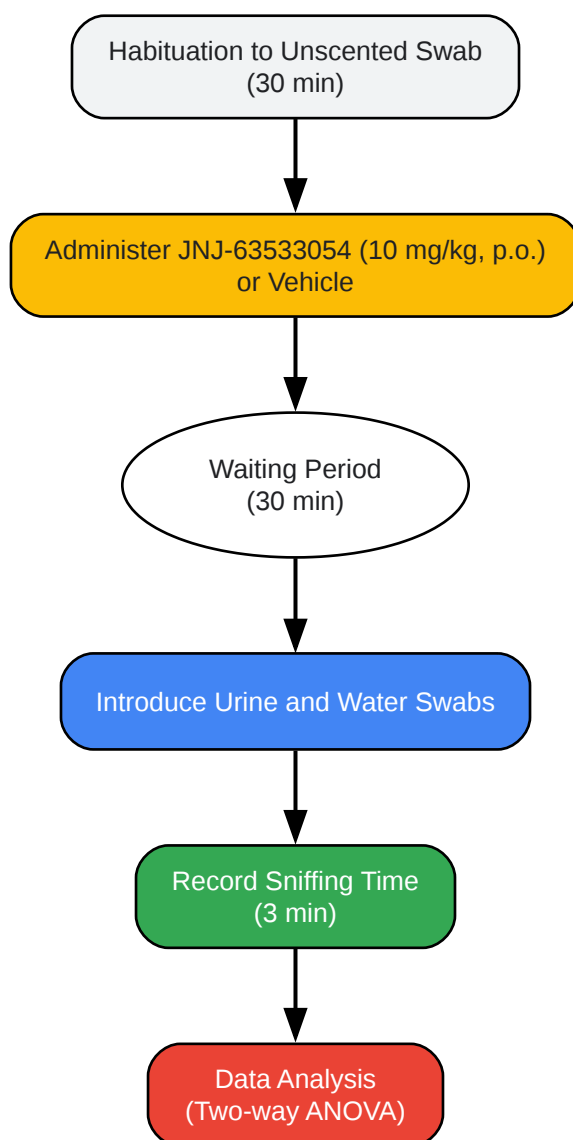 Habituation to Unscented Swab
(30 min)
Administer JNJ-63533054 (10 mg/kg, p.o.)
or Vehicle
Waiting Period
(30 min)
Introduce Urine and Water Swabs
Record Sniffing Time
(3 min)
Data Analysis
(Two-way ANOVA)